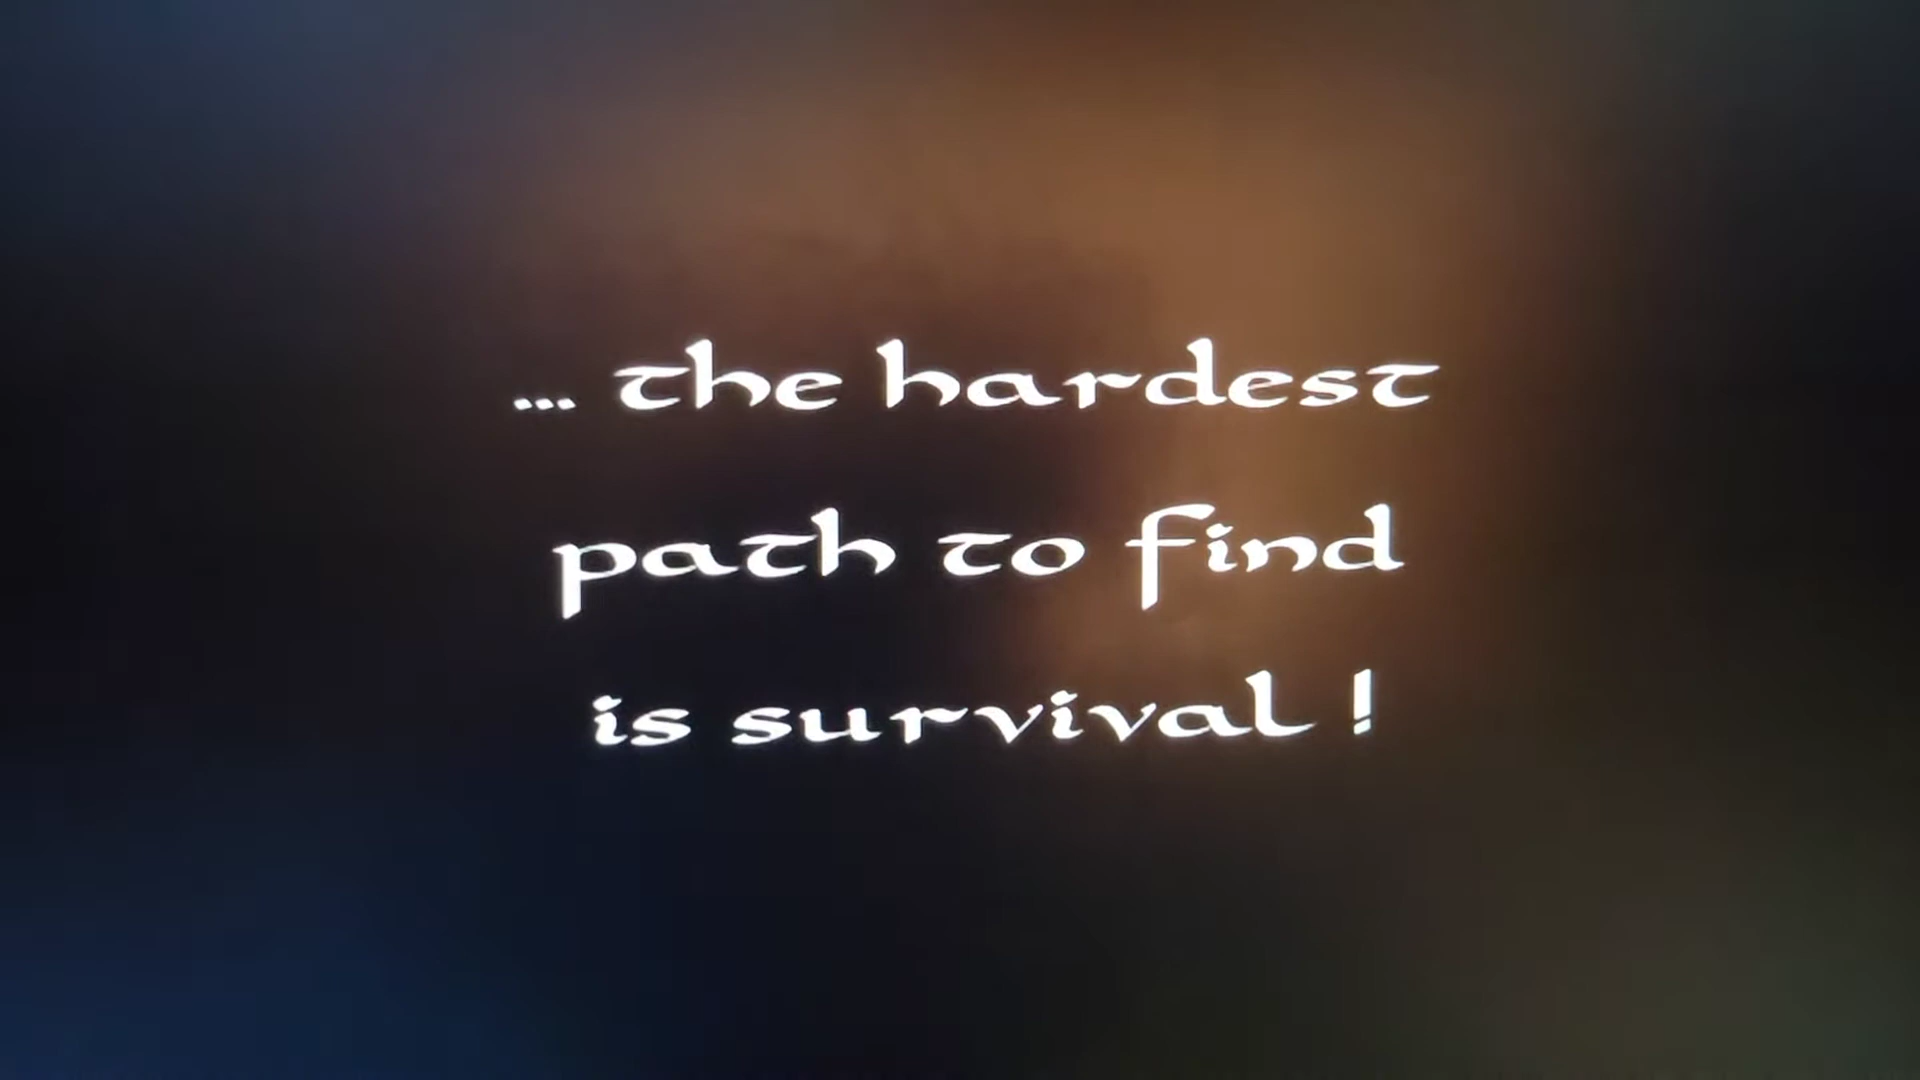 ... the hardest
path to find
is survival !